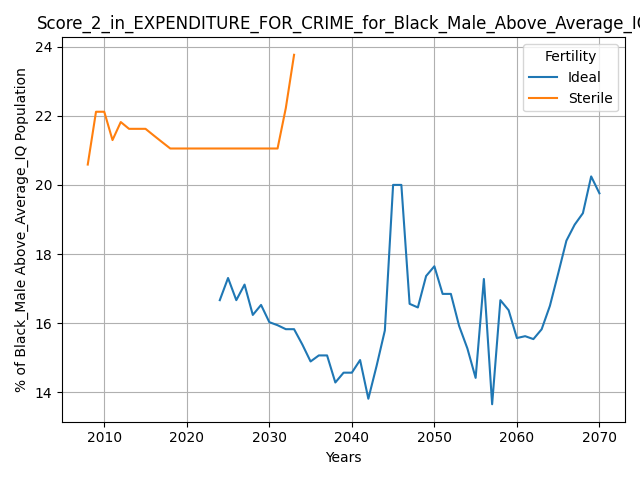 Score_2_in_EXPENDITURE_FOR_CRIME_for_Black_Male_Above_Average_IQ
Fertility
Ideal
Sterile
% of Black_Male Above_Average_IQ Population
24
22
20
18
16
14
2010 2020 2030 2040 2050 2060 2070
Years